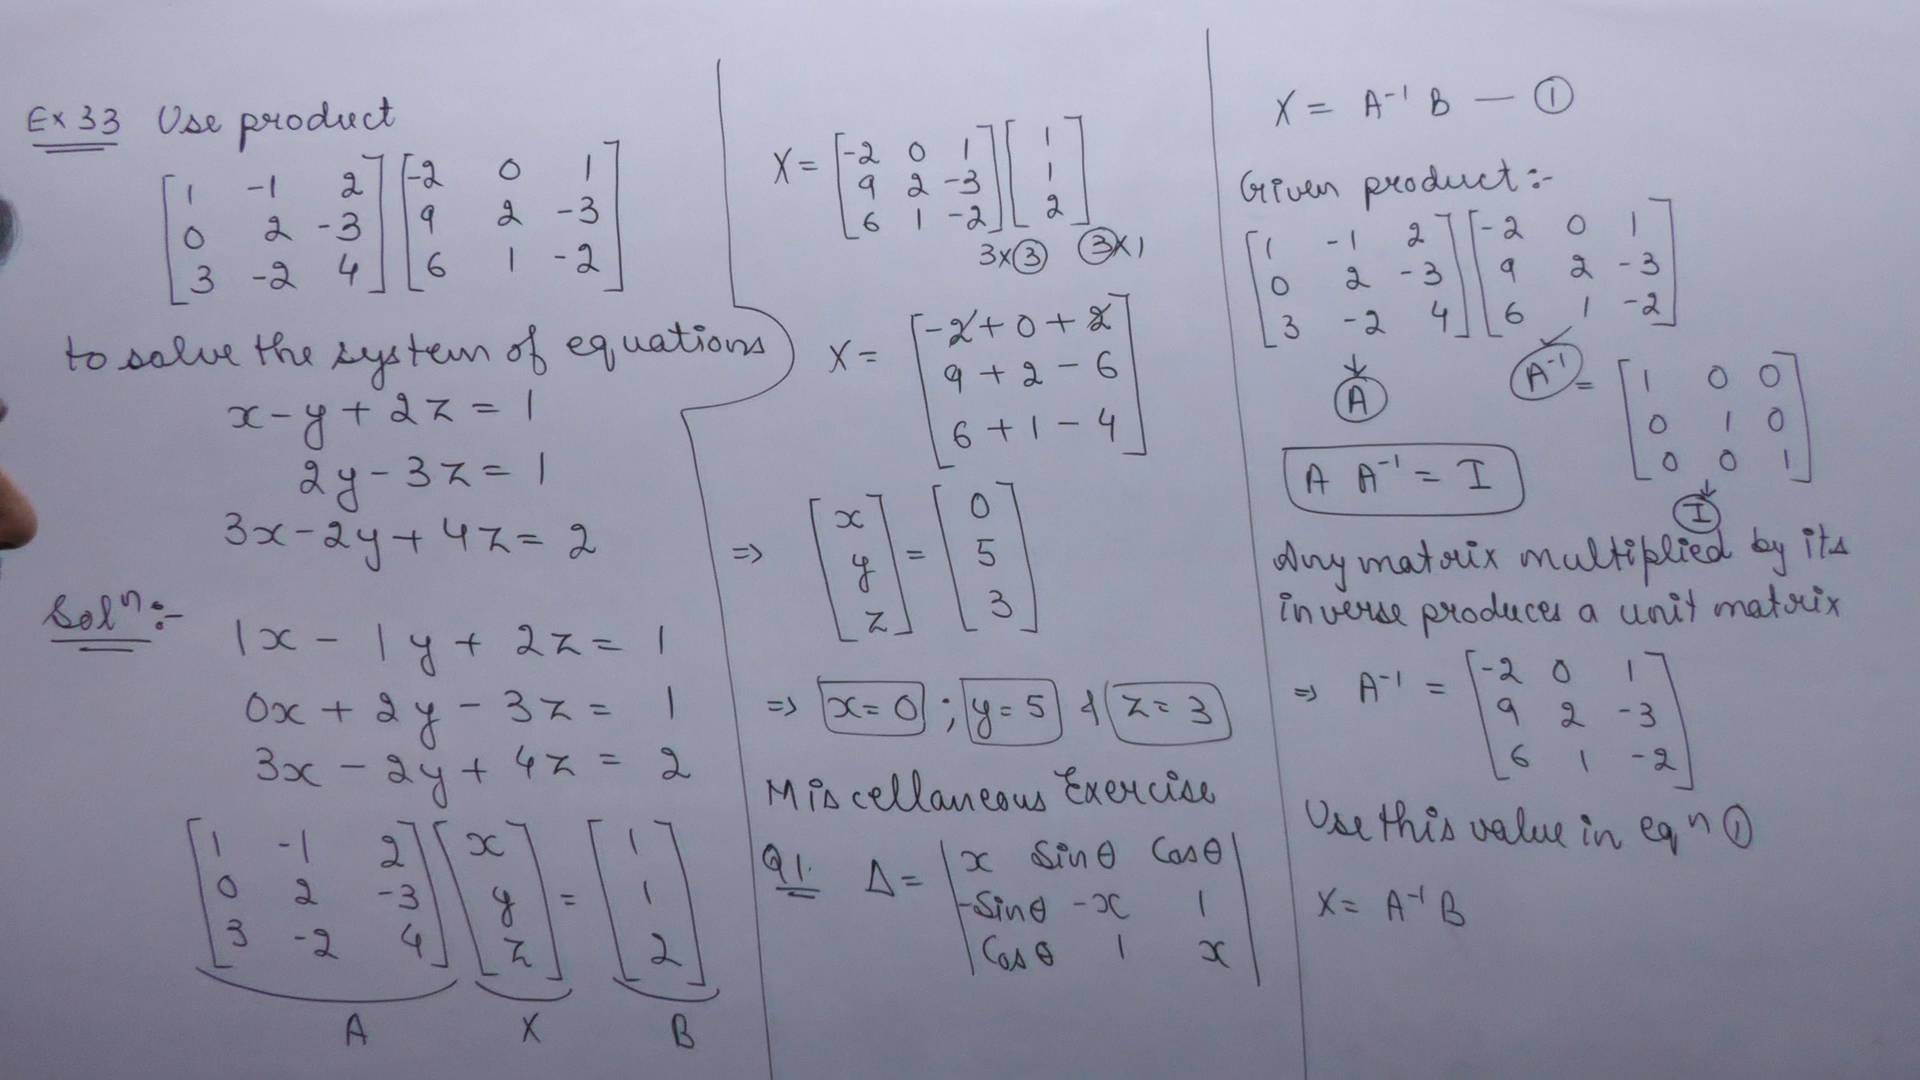 Ex 33 Use product
[1 -1 2] [-2 0 1]
[0 2 -3] [9 2 -3]
[3 -2 4] [6 1 -2]
to solve the system of equations
x - y + 2z = 1
2y - 3z = 1
3x - 2y + 4z = 2
Solⁿ:-
1x - 1y + 2z = 1
0x + 2y - 3z = 1
3x - 2y + 4z = 2
[1 -1 2] [x] = [1]
[0 2 -3] [y] [1]
[3 -2 4] [z] [2]
A X B
X = [-2 0 1] [1]
[9 2 -3] [1]
[6 1 -2] [2]
3×3 3×1
X = [-2 + 0 + 2]
[9 + 2 - 6]
[6 + 1 - 4]
⇒ [x] = [0]
[y] [5]
[z] [3]
⇒ x = 0 ; y = 5 & z = 3
Miscellaneous Exercise
Q1. Δ = |x Sinθ Cosθ|
|-Sinθ -x 1|
|Cosθ 1 x|
X = A⁻¹ B — ①
Given product:-
[1 -1 2] [-2 0 1]
[0 2 -3] [9 2 -3]
[3 -2 4] [6 1 -2]
A A⁻¹ = [1 0 0]
[0 1 0]
[0 0 1]
I
A A⁻¹ = I
Any matrix multiplied by its
inverse produces a unit matrix
⇒ A⁻¹ = [-2 0 1]
[9 2 -3]
[6 1 -2]
Use this value in eqⁿ ①
X = A⁻¹ B